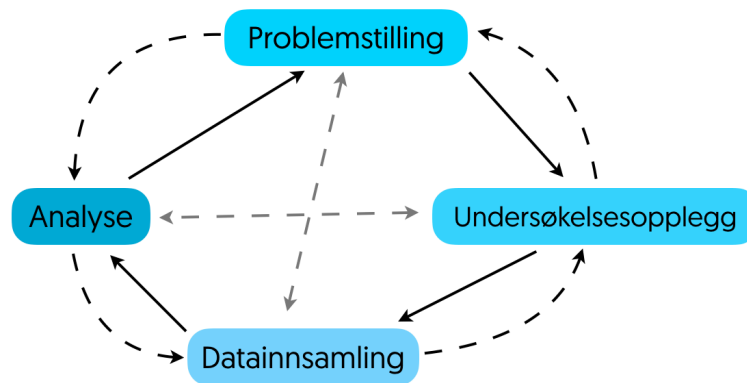 Problemstilling
Analyse
Undersøkelsesopplegg
Datainnsamling